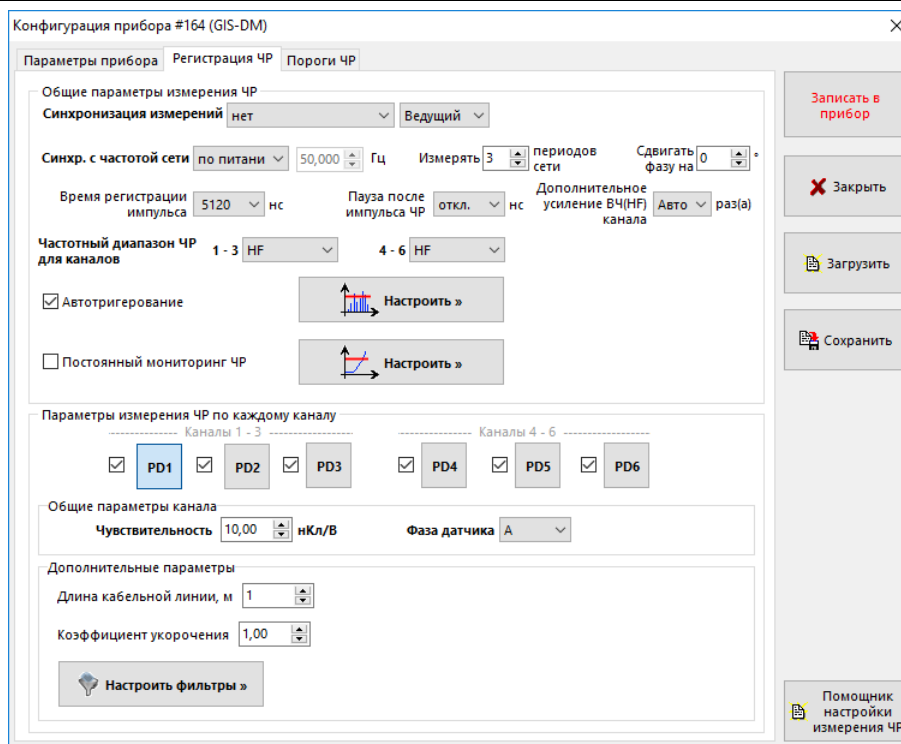 Конфигурация прибора #164 (GIS-DM)
Параметры прибора Регистрация ЧР Пороги ЧР
Общие параметры измерения ЧР
Синхронизация измерений нет Ведущий
Синхр. с частотой сети по питани 50,000 Гц Измерять 3 периодов сети Сдвигать фазу на 0 °
Время регистрации импульса 5120 нс Пауза после импульса ЧР откл. нс Дополнительное усиление ВЧ(HF) канала Авто раз(а)
Частотный диапазон ЧР для каналов 1 - 3 HF 4 - 6 HF
Автотригерование Настроить »
Постоянный мониторинг ЧР Настроить »
Параметры измерения ЧР по каждому каналу
Каналы 1 - 3 Каналы 4 - 6
PD1 PD2 PD3 PD4 PD5 PD6
Общие параметры канала
Чувствительность 10,00 нКл/В Фаза датчика A
Дополнительные параметры
Длина кабельной линии, м 1
Коэффициент укорочения 1,00
Настроить фильтры »
Записать в
прибор
Закрыть
Загрузить
Сохранить
Помощник
настройки
измерения ЧР